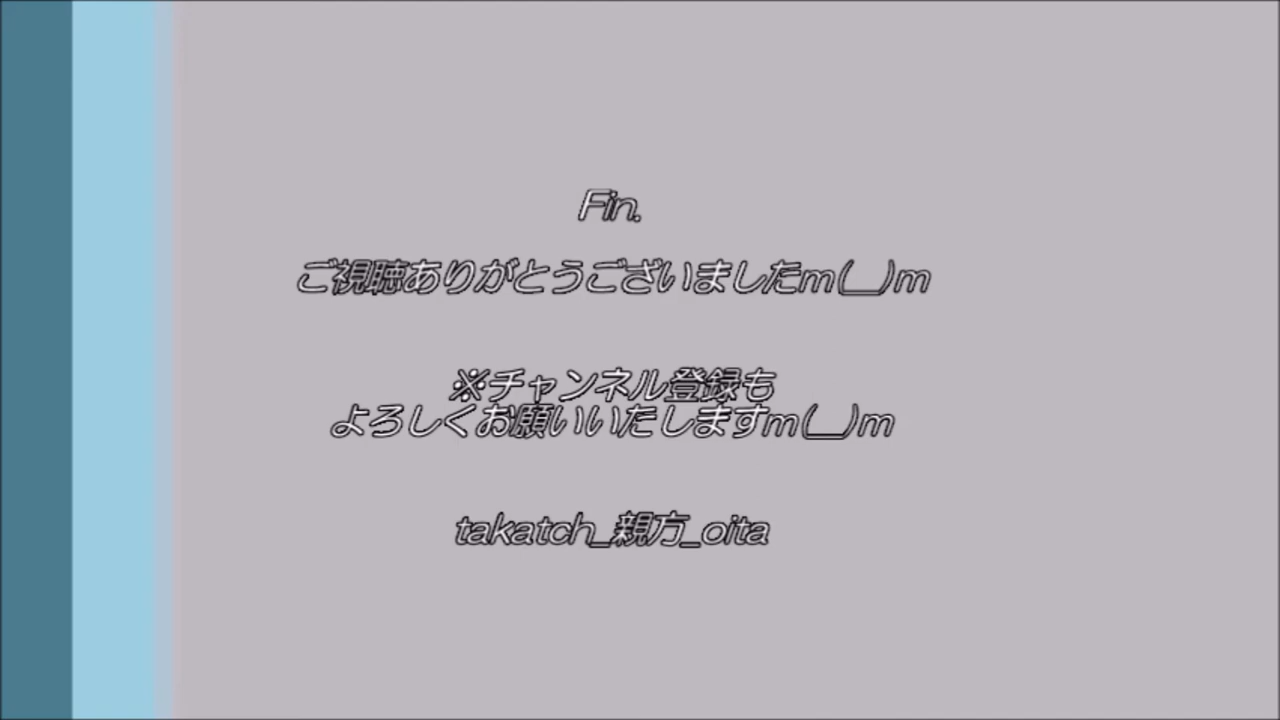 Fin.
ご視聴ありがとうございましたm(__)m
※チャンネル登録も
よろしくお願いいたしますm(__)m
takatch_親方_oita